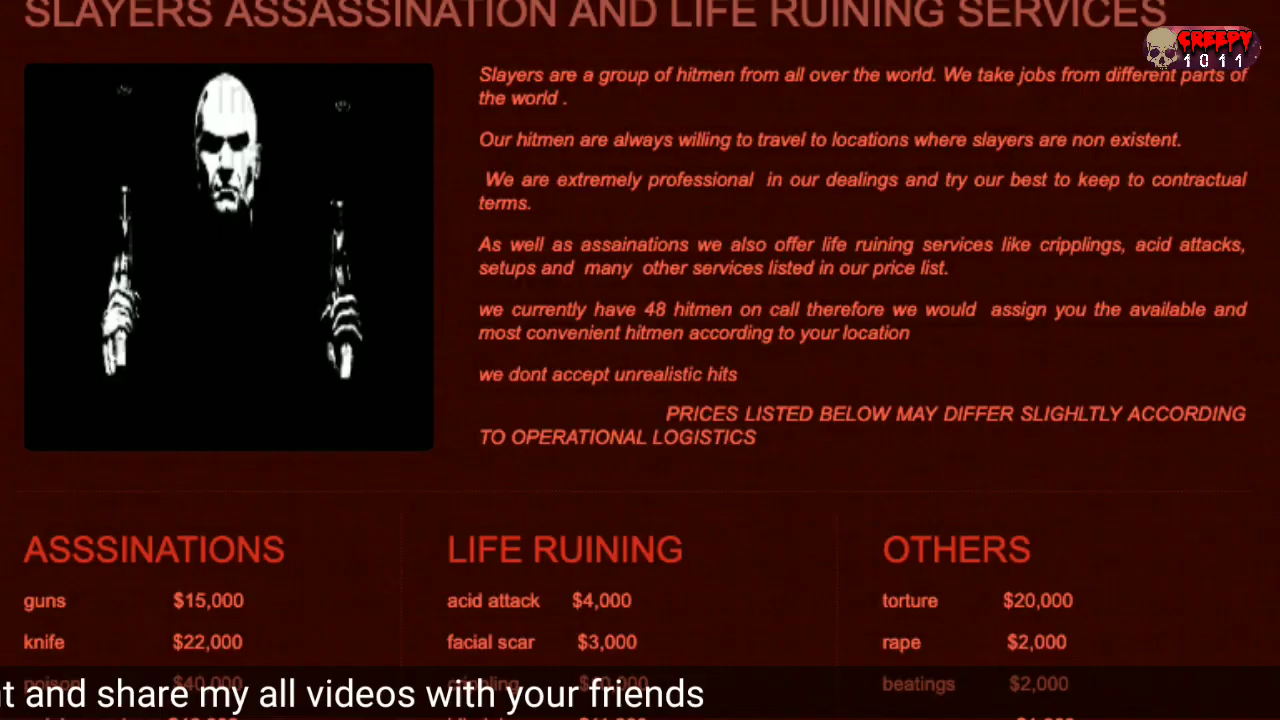 SLAYERS ASSASSINATION AND LIFE RUINING SERVICES
CREEPY
1011
Slayers are a group of hitmen from all over the world. We take jobs from different parts of
the world .
Our hitmen are always willing to travel to locations where slayers are non existent.
We are extremely professional in our dealings and try our best to keep to contractual
terms.
As well as assainations we also offer life ruining services like cripplings, acid attacks,
setups and many other services listed in our price list.
we currently have 48 hitmen on call therefore we would assign you the available and
most convenient hitmen according to your location
we dont accept unrealistic hits
PRICES LISTED BELOW MAY DIFFER SLIGHLTLY ACCORDING
TO OPERATIONAL LOGISTICS
ASSSINATIONS
guns $15,000
knife $22,000
poison $40,000
LIFE RUINING
acid attack $4,000
facial scar $3,000
crippling
OTHERS
torture $20,000
rape $2,000
beatings $2,000
and share my all videos with your friends